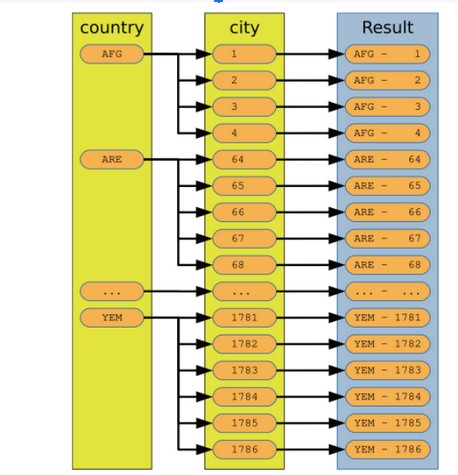 country city Result
AFG 1 AFG - 1
2 AFG - 2
3 AFG - 3
4 AFG - 4
ARE 64 ARE - 64
65 ARE - 65
66 ARE - 66
67 ARE - 67
68 ARE - 68
... ... ... - ...
YEM 1781 YEM - 1781
1782 YEM - 1782
1783 YEM - 1783
1784 YEM - 1784
1785 YEM - 1785
1786 YEM - 1786